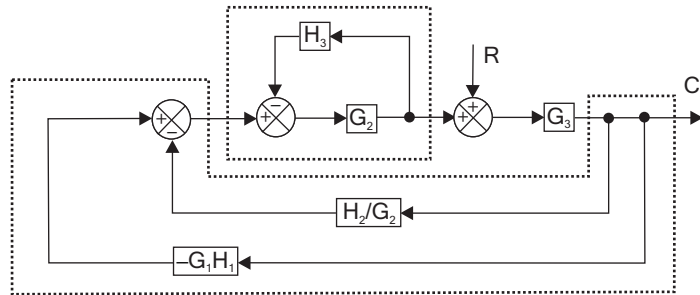 H₃
R
C
−
+
G₂
+
G₃
+
−
H₂/G₂
−G₁H₁